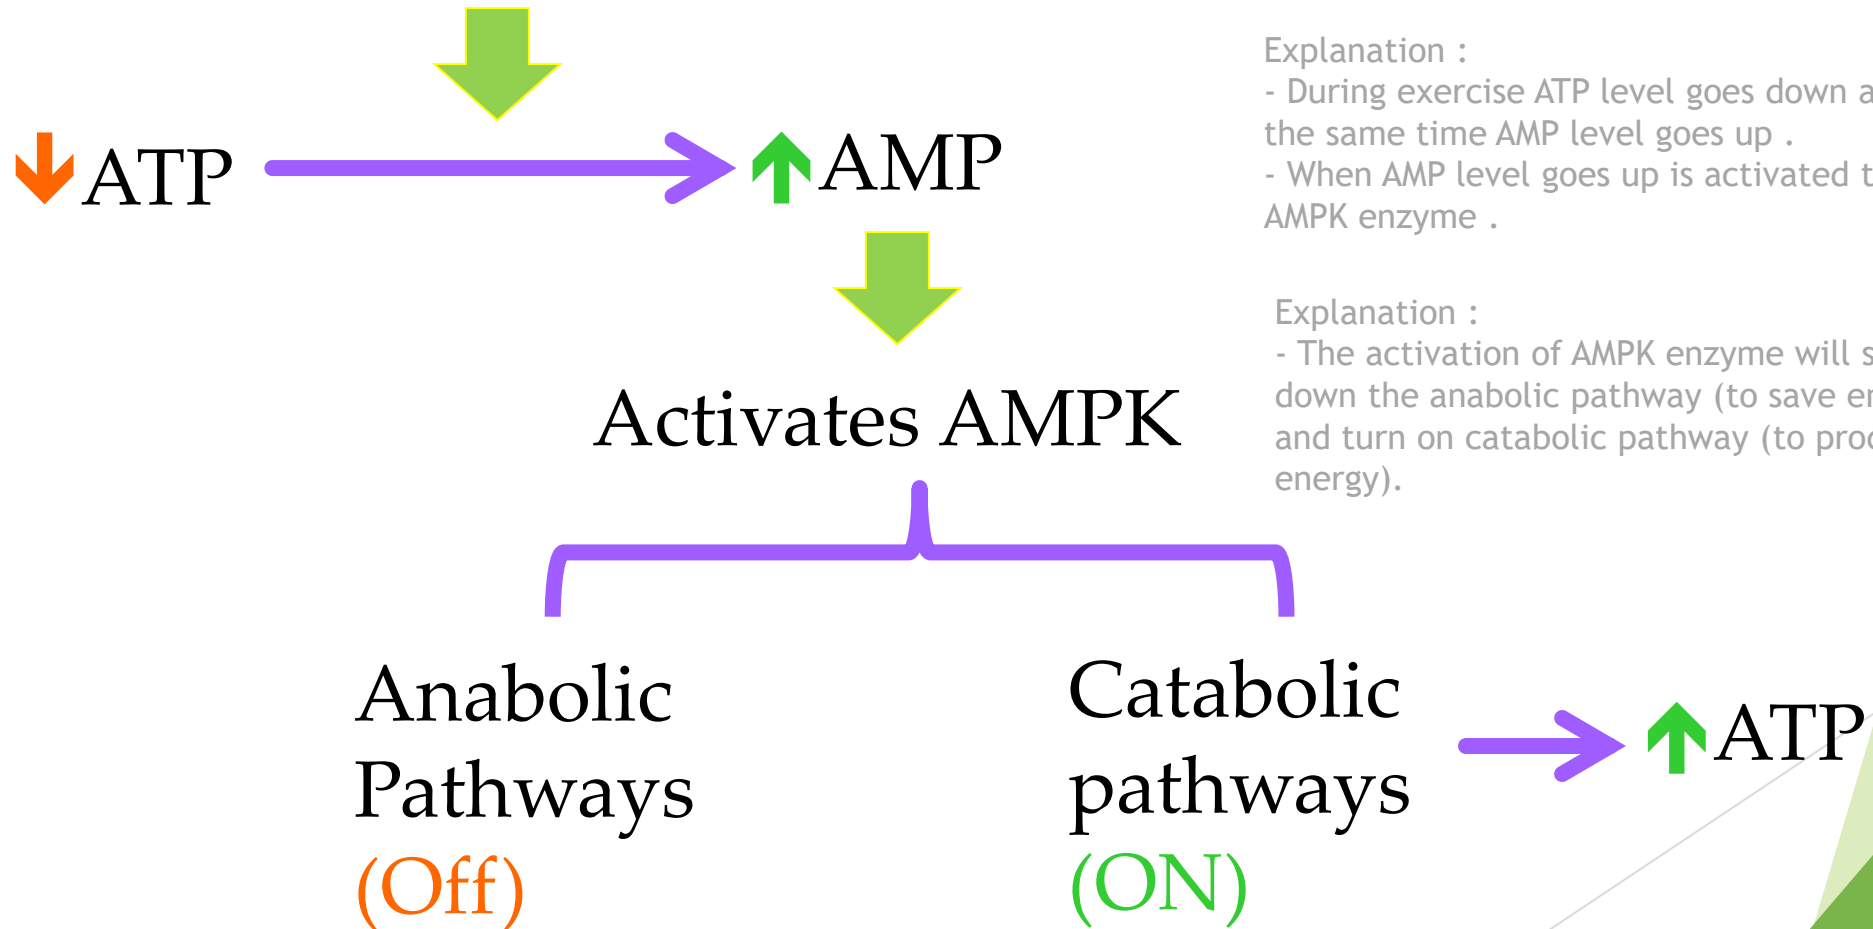 Explanation :
- During exercise ATP level goes down
the same time AMP level goes up .
- When AMP level goes up is activated
AMPK enzyme .
ATP
AMP
Explanation :
- The activation of AMPK enzyme will
down the anabolic pathway (to save
and turn on catabolic pathway (to
energy).
Activates AMPK
Anabolic
Pathways
(Off)
Catabolic
pathways
(ON)
ATP